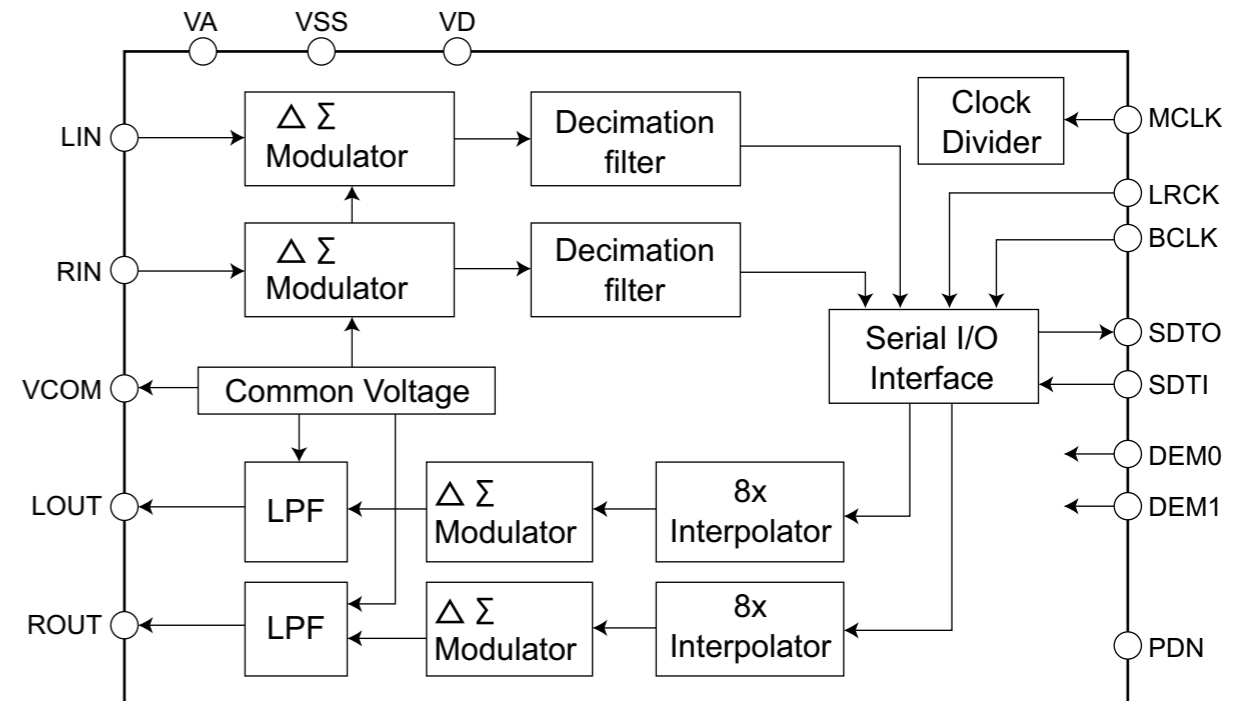 VA
VSS
VD
LIN
△ Σ
Modulator
Decimation
filter
Clock
Divider
MCLK
LRCK
BCLK
RIN
△ Σ
Modulator
Decimation
filter
Serial I/O
Interface
SDTO
SDTI
VCOM
Common Voltage
DEM0
DEM1
LOUT
LPF
△ Σ
Modulator
8x
Interpolator
ROUT
LPF
△ Σ
Modulator
8x
Interpolator
PDN